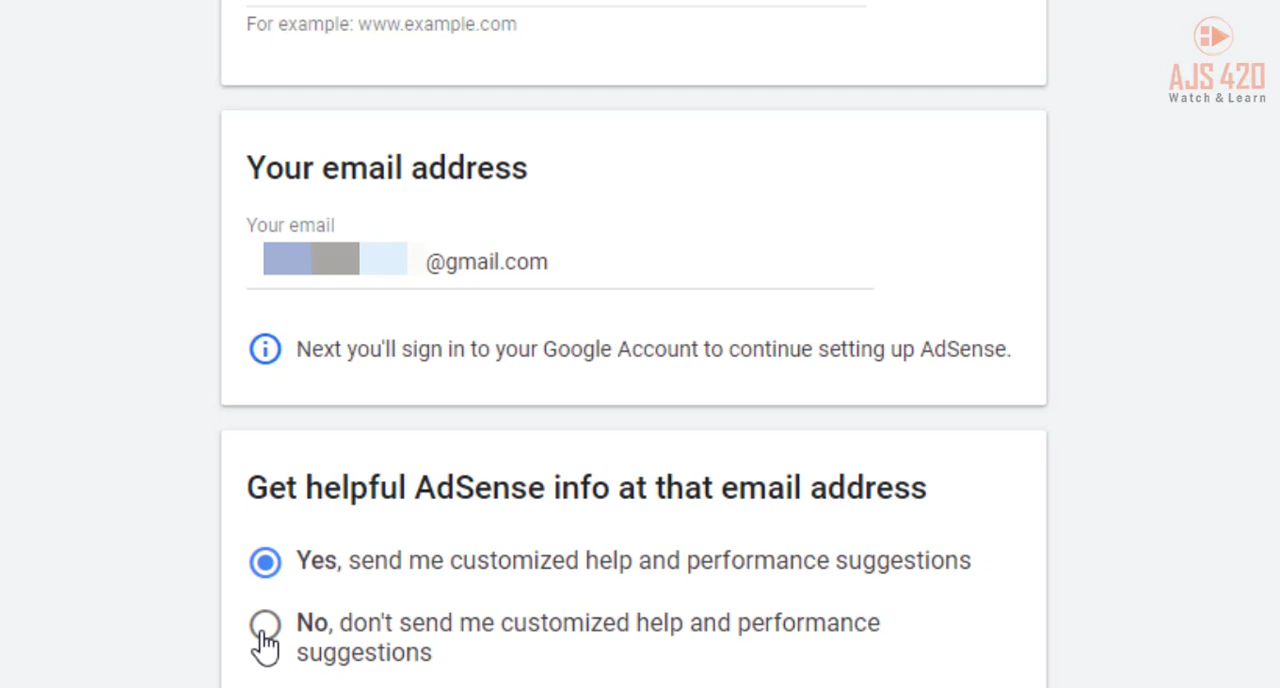 For example: www.example.com
AJS 420
Watch & Learn
Your email address
Your email
@gmail.com
Next you'll sign in to your Google Account to continue setting up AdSense.
Get helpful AdSense info at that email address
Yes, send me customized help and performance suggestions
No, don't send me customized help and performance
suggestions